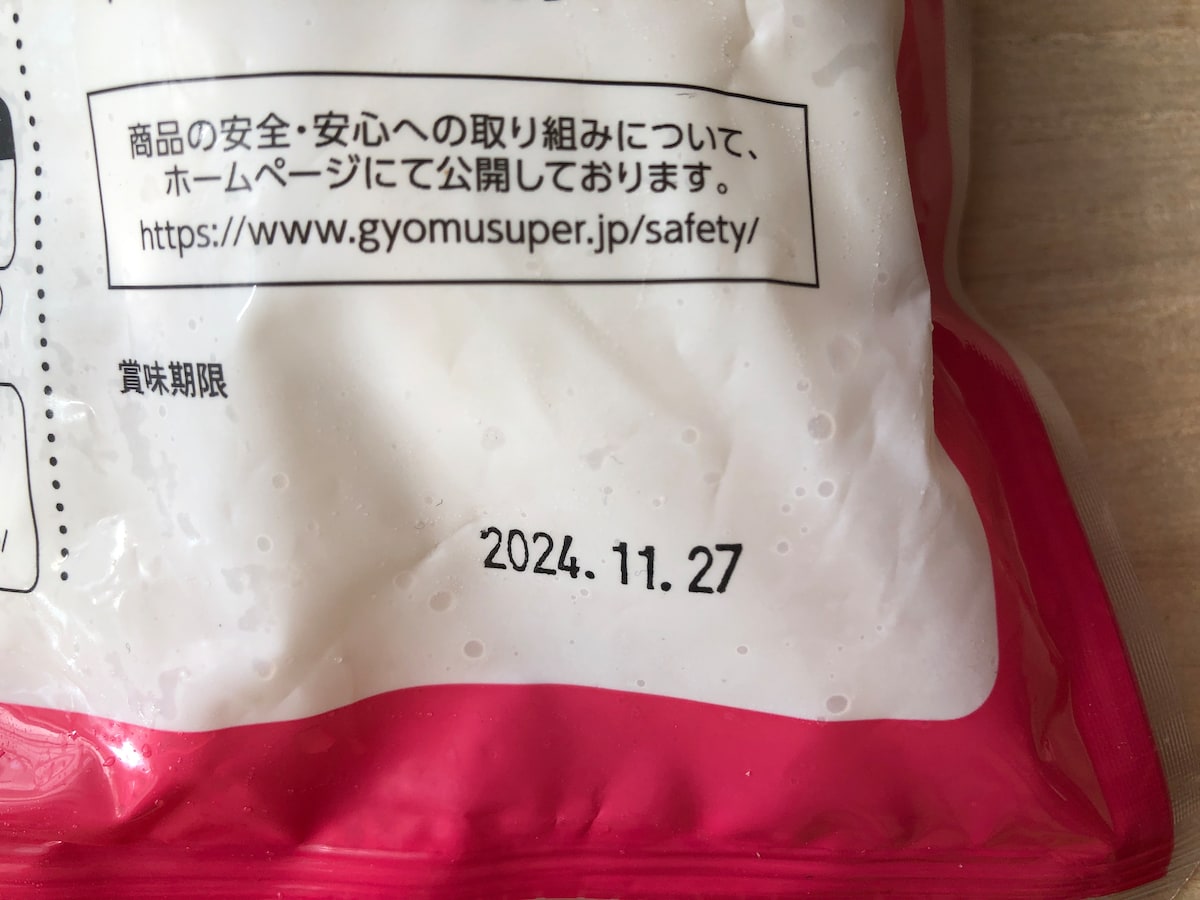 商品の安全・安心への取り組みについて、
ホームページにて公開しております。
https://www.gyomusuper.jp/safety/
賞味期限
2024.11.27